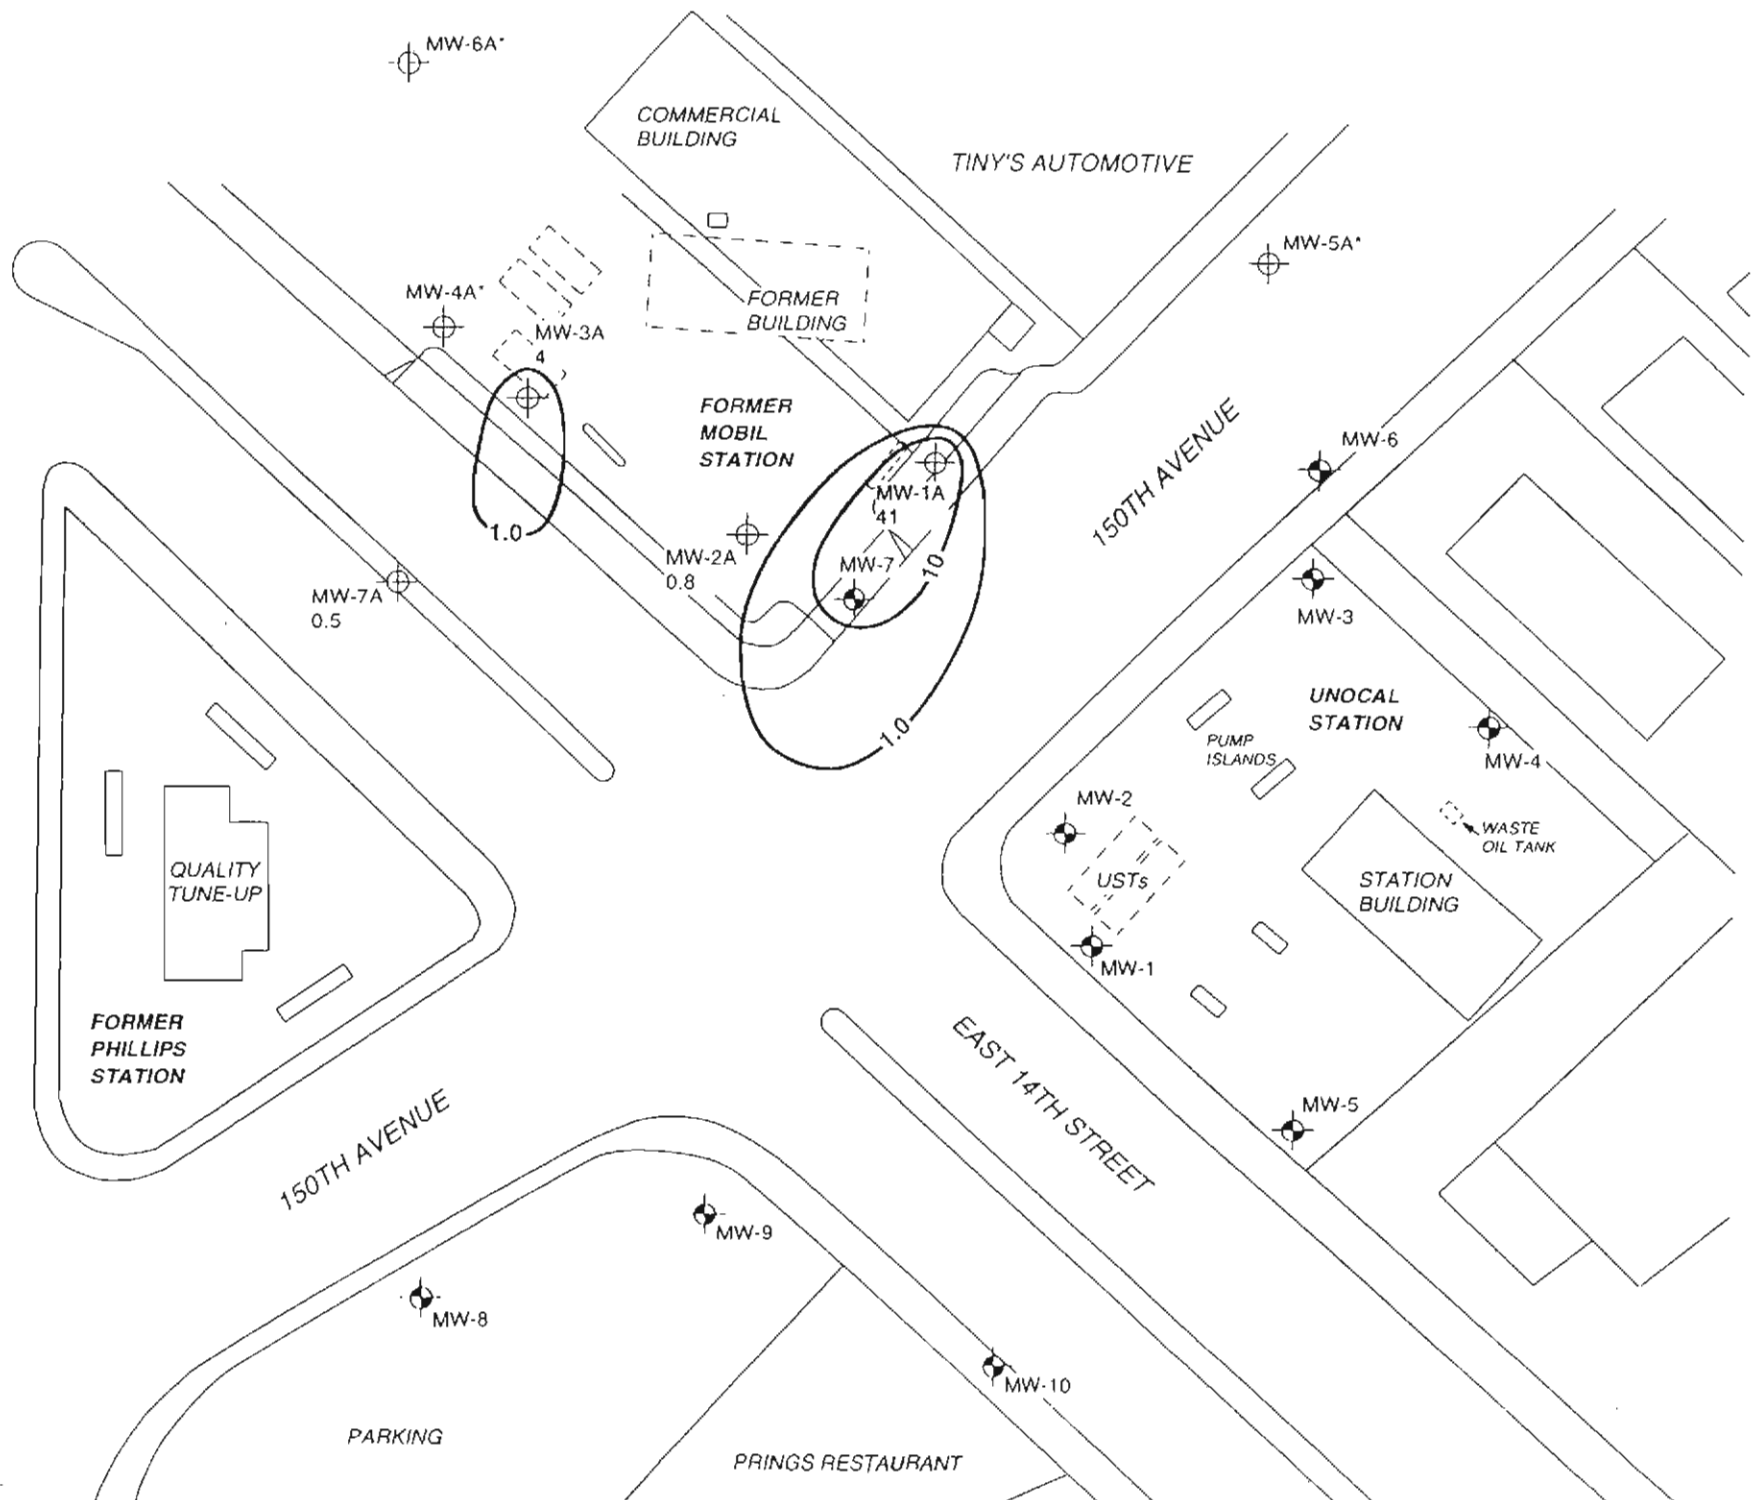 MW-6A*
COMMERCIAL
BUILDING
TINY'S AUTOMOTIVE
MW-5A*
MW-4A*
FORMER
BUILDING
MW-3A
4
FORMER
MOBIL
STATION
150TH AVENUE
MW-6
MW-1A
41
1.0
MW-2A
0.8
MW-7
10
MW-7A
0.5
MW-3
UNOCAL
STATION
1.0
PUMP
ISLANDS
MW-4
MW-2
WASTE
OIL TANK
QUALITY
TUNE-UP
USTs
STATION
BUILDING
MW-1
FORMER
PHILLIPS
STATION
EAST 14TH STREET
MW-5
150TH AVENUE
MW-9
MW-8
MW-10
PARKING
PRINGS RESTAURANT